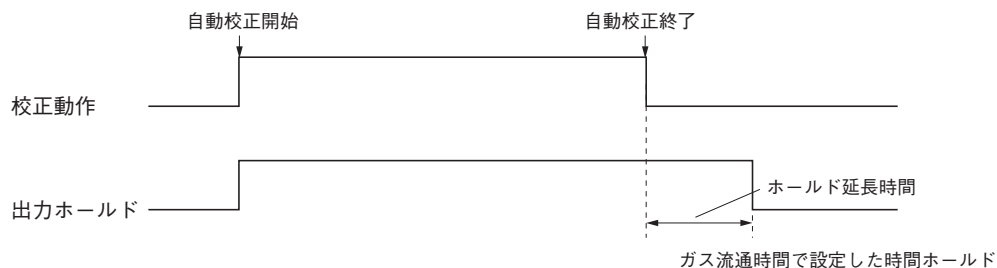 自動校正開始
自動校正終了
校正動作
出力ホールド
ホールド延長時間
ガス流通時間で設定した時間ホールド